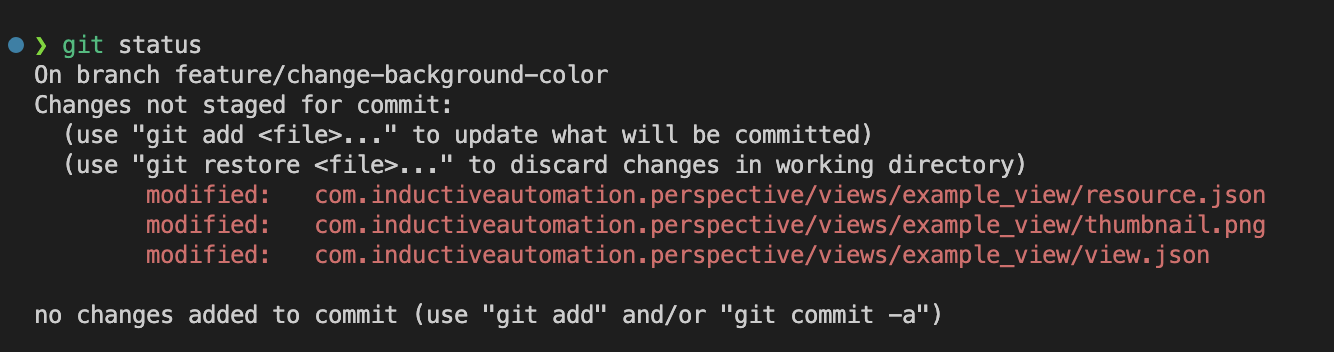 ❯ git status
On branch feature/change-background-color
Changes not staged for commit:
  (use "git add <file>..." to update what will be committed)
  (use "git restore <file>..." to discard changes in working directory)
        modified:   com.inductiveautomation.perspective/views/example_view/resource.json
        modified:   com.inductiveautomation.perspective/views/example_view/thumbnail.png
        modified:   com.inductiveautomation.perspective/views/example_view/view.json

no changes added to commit (use "git add" and/or "git commit -a")